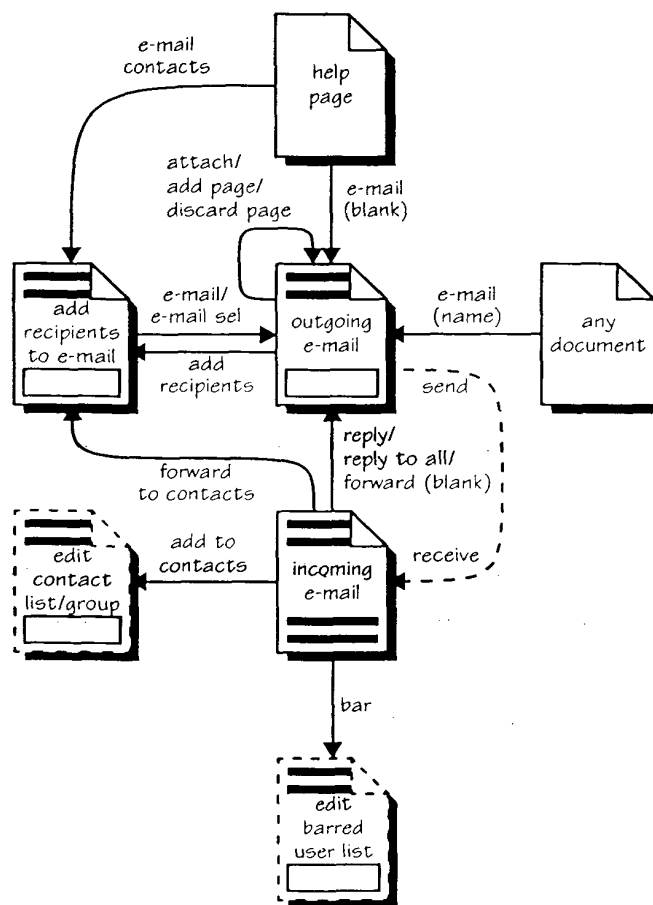 e-mail
contacts
help
page
attach/
add page/
discard page
e-mail
(blank)
add
recipients
to e-mail
e-mail/
e-mail sel
add
recipients
outgoing
e-mail
e-mail
(name)
any
document
send
forward
to contacts
reply/
reply to all/
forward (blank)
edit
contact
list/group
add to
contacts
incoming
e-mail
receive
bar
edit
barred
user list